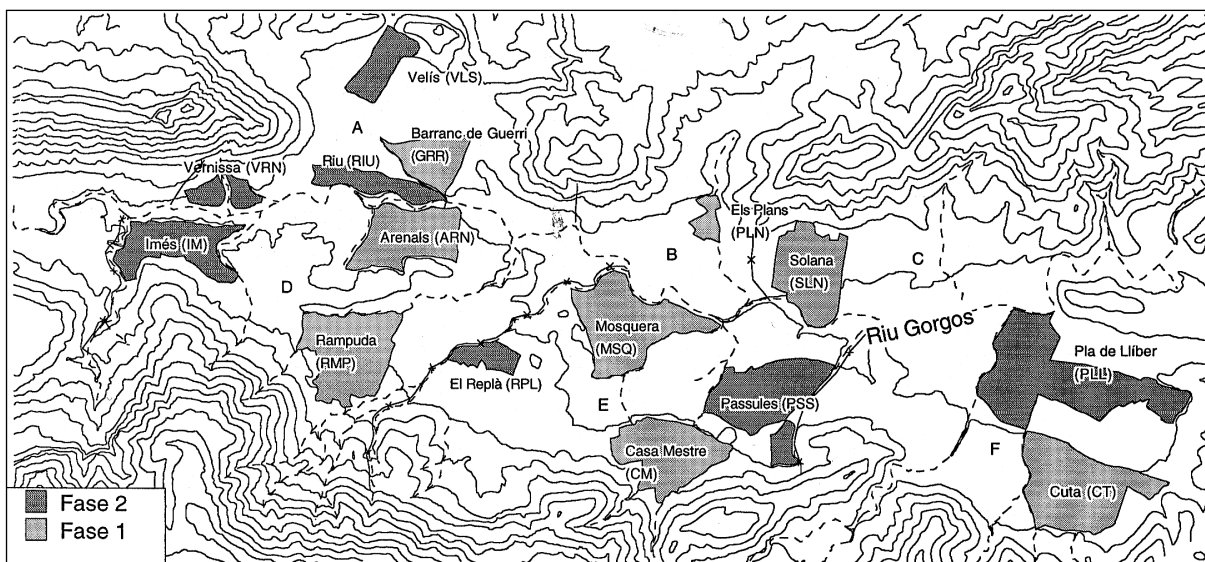 Velís (VLS)
A
Barranc de Guerri
(GRR)
Vernissa (VRN)
Riu (RIU)
Els Plans
(PLN)
Imés (IM)
Arenals (ARN)
B
Solana
(SLN)
C
D
Riu Gorgos
Mosquera
(MSQ)
Rampuda
(RMP)
Pla de Llíber
(PLL)
El Replà (RPL)
E
Passules (PSS)
Casa Mestre
(CM)
F
Cuta (CT)
Fase 2
Fase 1